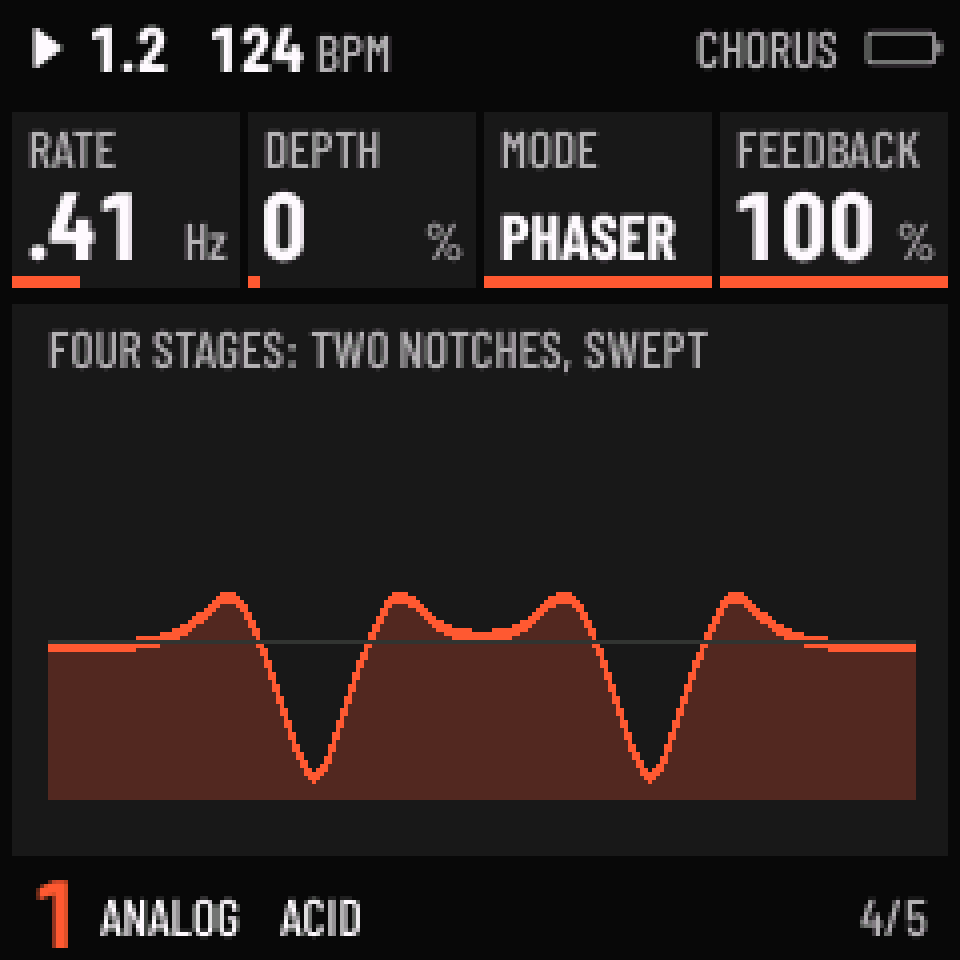 1.2 124 BPM CHORUS
RATE DEPTH MODE FEEDBACK
.41 Hz 0 % PHASER 100 %
FOUR STAGES: TWO NOTCHES, SWEPT
1 ANALOG ACID 4/5